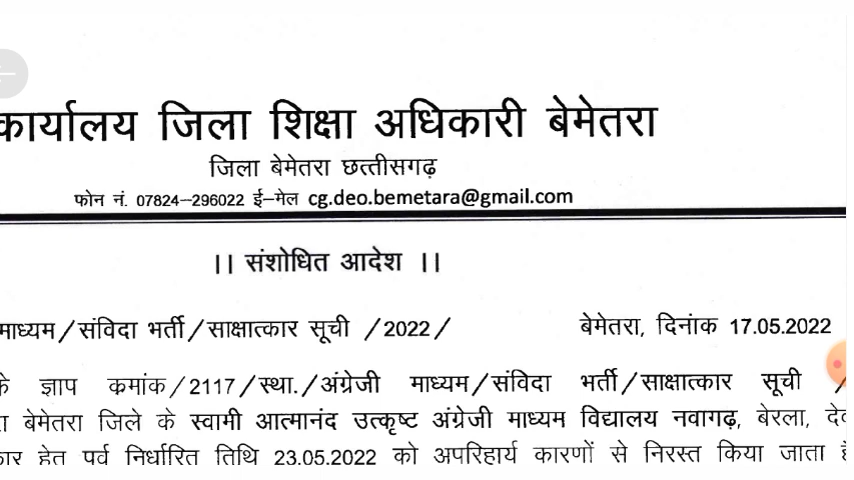 कार्यालय जिला शिक्षा अधिकारी बेमेतरा
जिला बेमेतरा छत्तीसगढ़
फोन नं. 07824–296022 ई–मेल cg.deo.bemetara@gmail.com
।। संशोधित आदेश ।।
माध्यम/संविदा भर्ती/साक्षात्कार सूची /2022/ बेमेतरा, दिनांक 17.05.2022
ज्ञाप क्रमांक/2117/स्था./अंग्रेजी माध्यम/संविदा भर्ती/साक्षात्कार सूची /
बेमेतरा जिले के स्वामी आत्मानंद उत्कृष्ट अंग्रेजी माध्यम विद्यालय नवागढ़, बेरला,
हेतु पूर्व निर्धारित तिथि 23.05.2022 को अपरिहार्य कारणों से निरस्त किया जाता